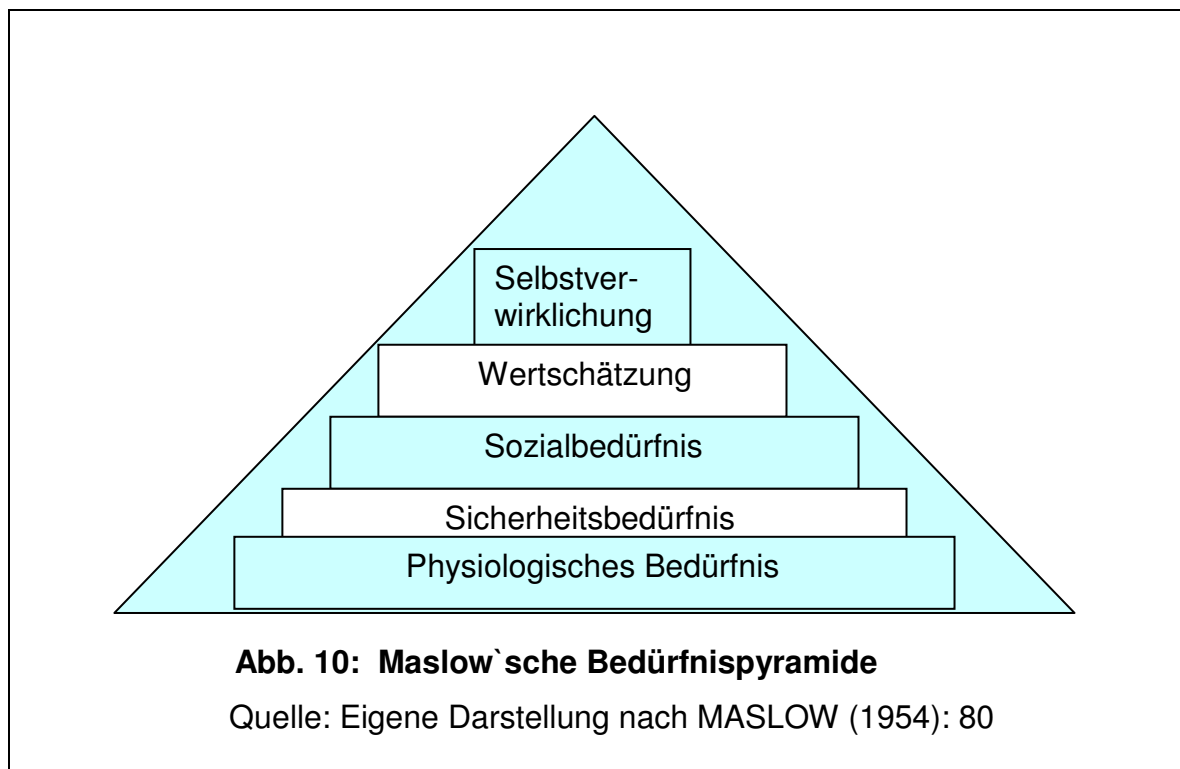 Selbstver-
wirklichung
Wertschätzung
Sozialbedürfnis
Sicherheitsbedürfnis
Physiologisches Bedürfnis
Abb. 10: Maslow`sche Bedürfnispyramide
Quelle: Eigene Darstellung nach MASLOW (1954): 80